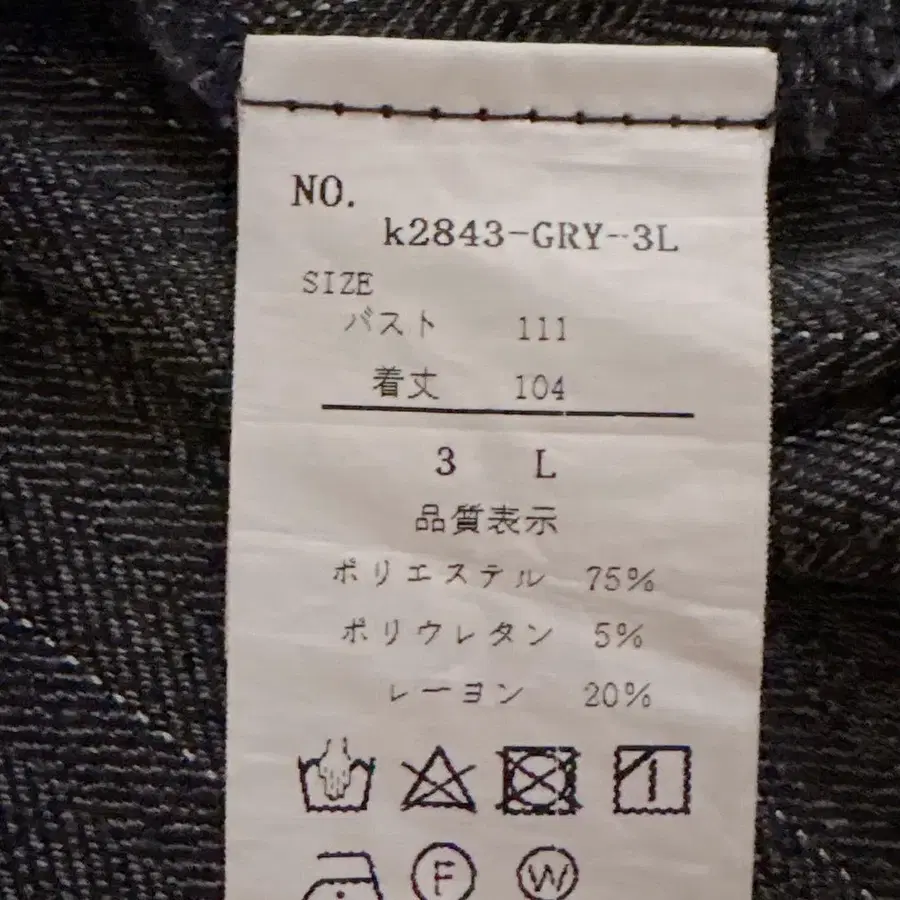 NO.
k2843-GRY-3L
SIZE
バスト 111
着丈 104
3 L
品質表示
ポリエステル 75%
ポリウレタン 5%
レーヨン 20%
F W